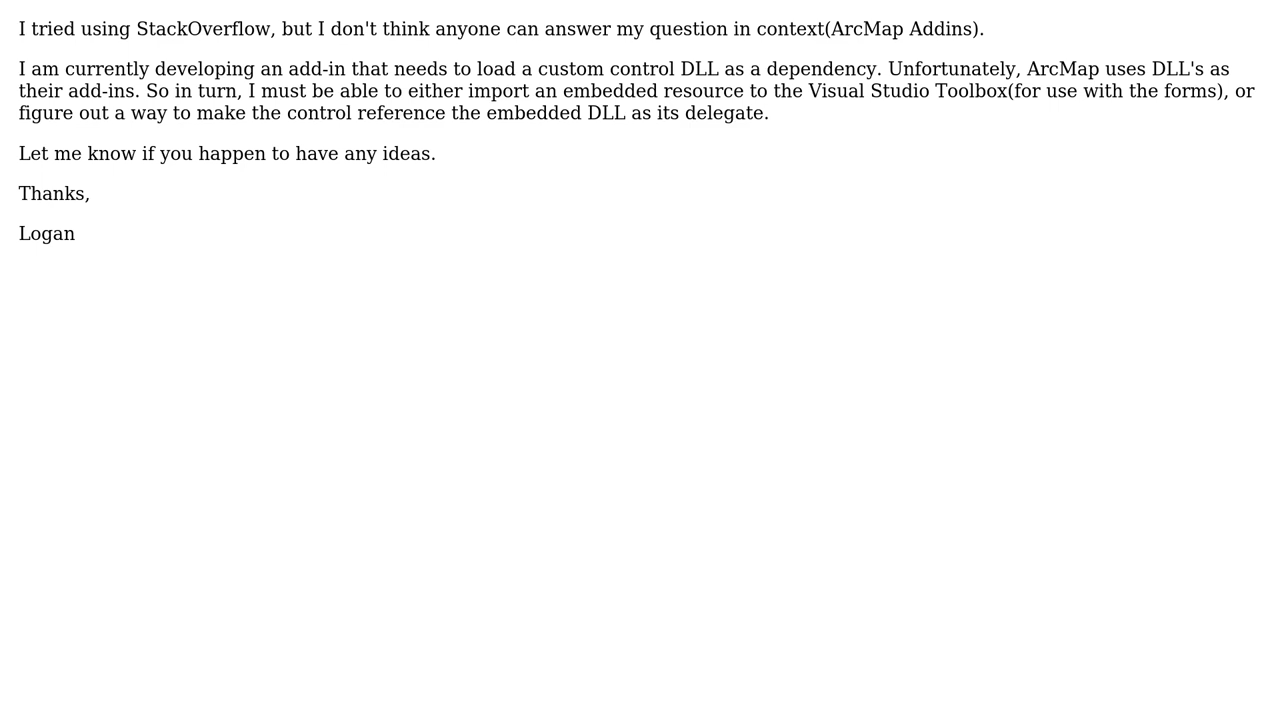 I tried using StackOverflow, but I don't think anyone can answer my question in context(ArcMap Addins).
I am currently developing an add-in that needs to load a custom control DLL as a dependency. Unfortunately, ArcMap uses DLL's as
their add-ins. So in turn, I must be able to either import an embedded resource to the Visual Studio Toolbox(for use with the forms), or
figure out a way to make the control reference the embedded DLL as its delegate.
Let me know if you happen to have any ideas.
Thanks,
Logan